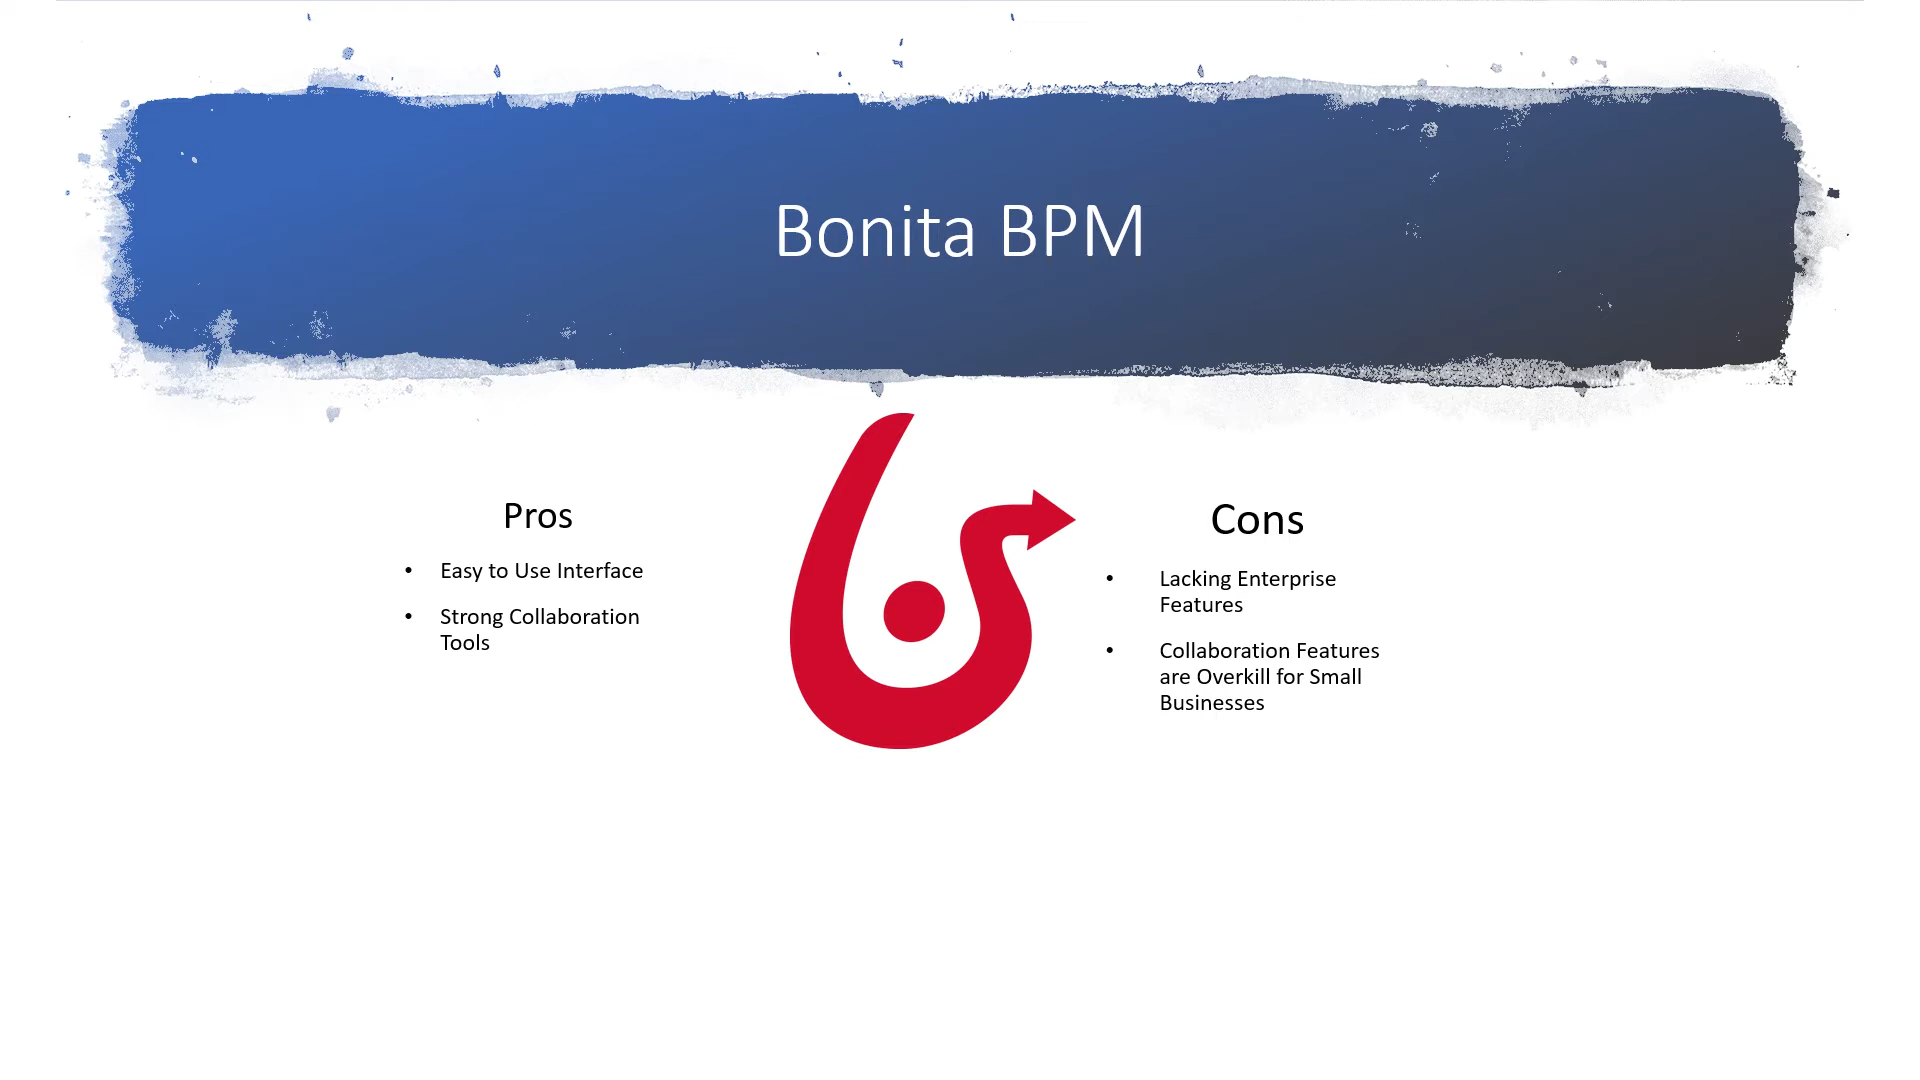 Bonita BPM
Pros
• Easy to Use Interface
• Strong Collaboration
Tools
Cons
• Lacking Enterprise
Features
• Collaboration Features
are Overkill for Small
Businesses